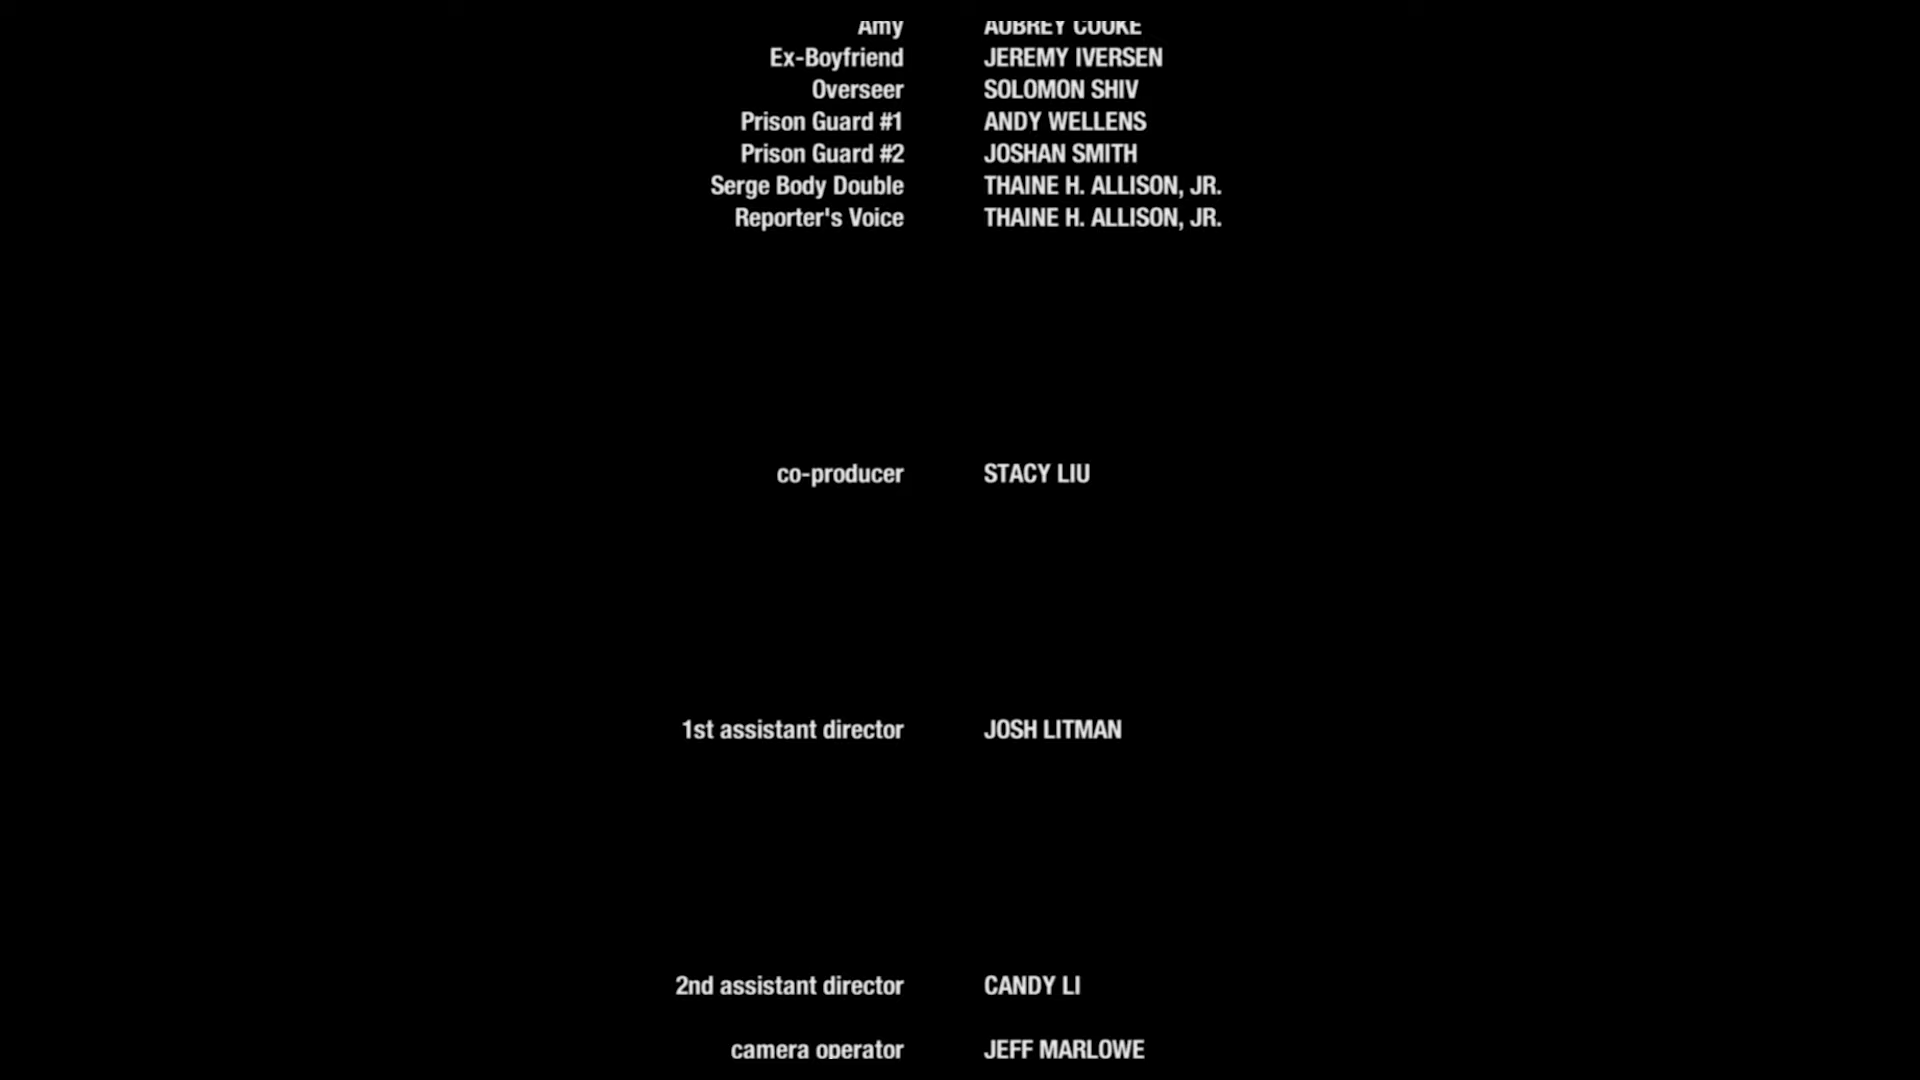 Amy AUBREY COOKE
Ex-Boyfriend JEREMY IVERSEN
Overseer SOLOMON SHIV
Prison Guard #1 ANDY WELLENS
Prison Guard #2 JOSHAN SMITH
Serge Body Double THAINE H. ALLISON, JR.
Reporter's Voice THAINE H. ALLISON, JR.
co-producer STACY LIU
1st assistant director JOSH LITMAN
2nd assistant director CANDY LI
camera operator JEFF MARLOWE